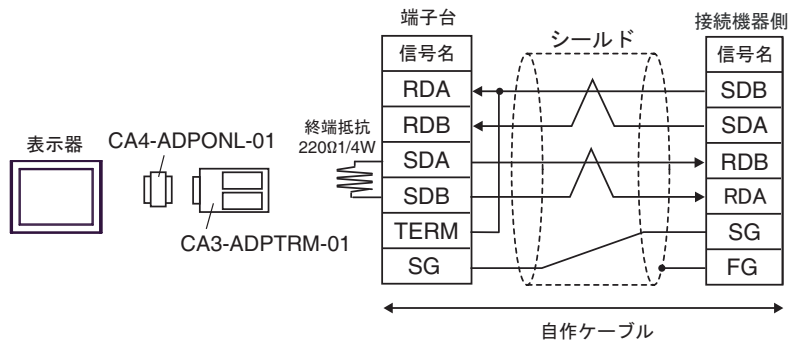 端子台
接続機器側
シールド
信号名
信号名
RDA
SDB
RDB
SDA
終端抵抗
220Ω1/4W
表示器
CA4-ADPONL-01
SDA
RDB
SDB
RDA
CA3-ADPTRM-01
TERM
SG
SG
FG
自作ケーブル